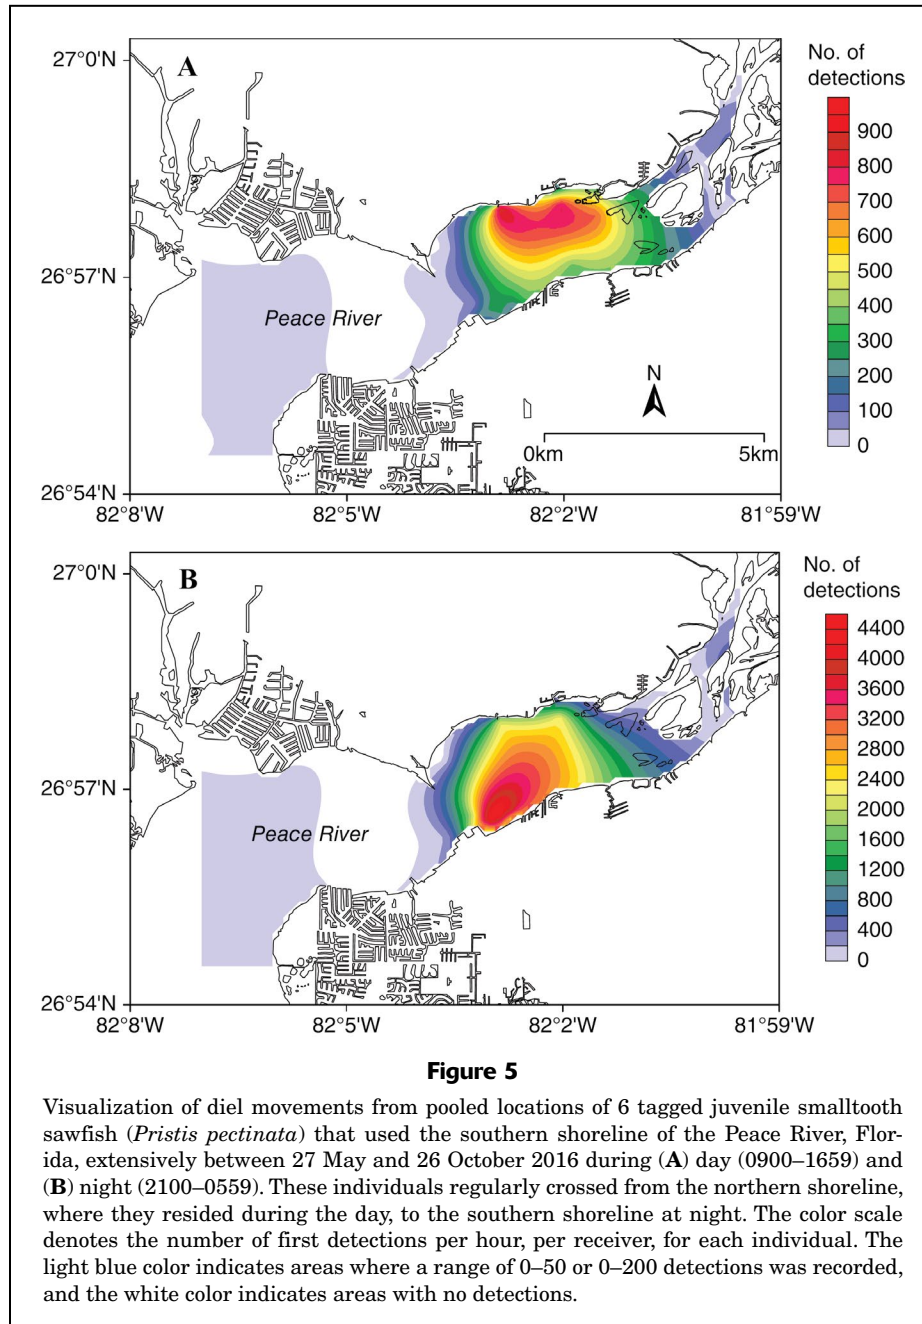 A
No. of
detections
27°0'N
900
800
700
600
26°57'N
500
Peace River
400
300
N
200
100
0km
5km
0
26°54'N
82°8'W
82°5'W
82°2'W
81°59'W
B
No. of
detections
27°0'N
4400
4000
3600
3200
2800
26°57'N
2400
Peace River
2000
1600
1200
800
400
0
26°54'N
82°8'W
82°5'W
82°2'W
81°59'W
Figure 5
Visualization of diel movements from pooled locations of 6 tagged juvenile smalltooth
sawfish (Pristis pectinata) that used the southern shoreline of the Peace River, Flor-
ida, extensively between 27 May and 26 October 2016 during (A) day (0900–1659) and
(B) night (2100–0559). These individuals regularly crossed from the northern shoreline,
where they resided during the day, to the southern shoreline at night. The color scale
denotes the number of first detections per hour, per receiver, for each individual. The
light blue color indicates areas where a range of 0–50 or 0–200 detections was recorded,
and the white color indicates areas with no detections.